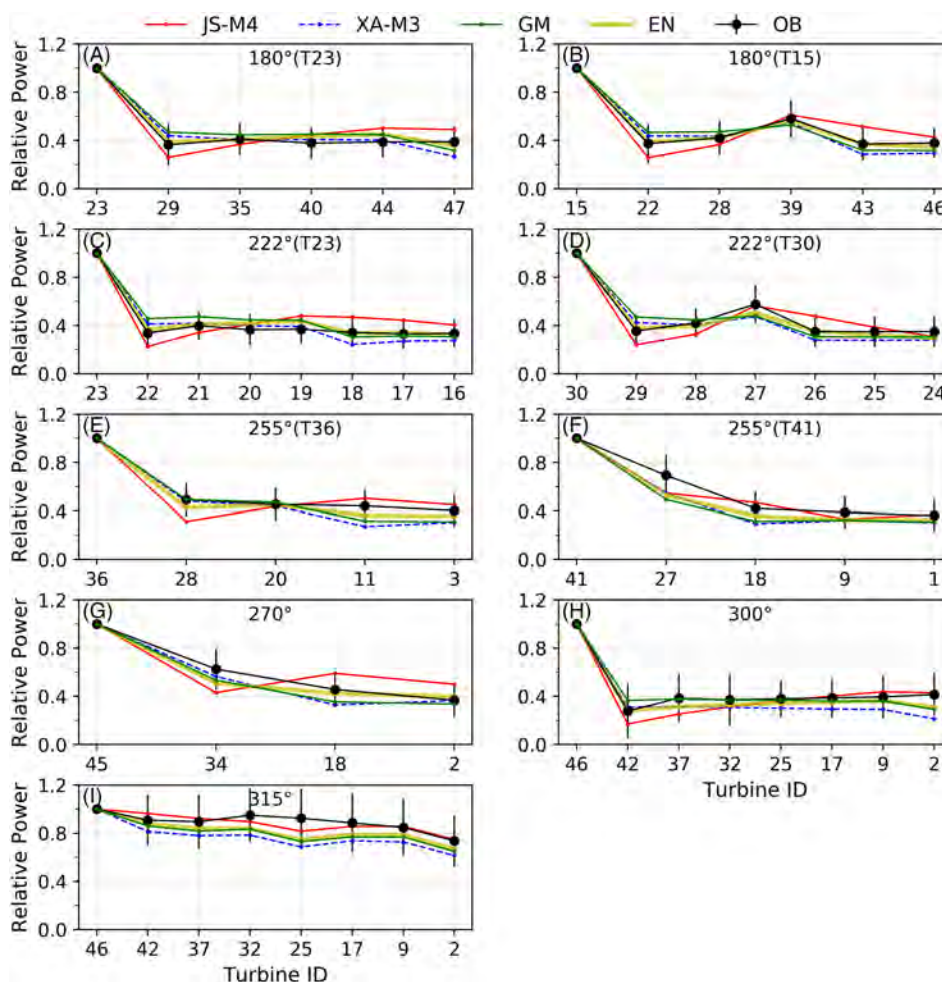 JS-M4 XA-M3 GM EN OB
(A) 180°(T23)
(B) 180°(T15)
Relative Power
1.2
0.8
0.4
0.0
23 29 35 40 44 47
1.2
0.8
0.4
0.0
15 22 28 39 43 46
(C) 222°(T23)
(D) 222°(T30)
Relative Power
1.2
0.8
0.4
0.0
23 22 21 20 19 18 17 16
1.2
0.8
0.4
0.0
30 29 28 27 26 25 24
(E) 255°(T36)
(F) 255°(T41)
Relative Power
1.2
0.8
0.4
0.0
36 28 20 11 3
1.2
0.8
0.4
0.0
41 27 18 9 1
(G) 270°
(H) 300°
Relative Power
1.2
0.8
0.4
0.0
45 34 18 2
1.2
0.8
0.4
0.0
46 42 37 32 25 17 9 2
Turbine ID
(I) 315°
Relative Power
1.2
0.8
0.4
0.0
46 42 37 32 25 17 9 2
Turbine ID